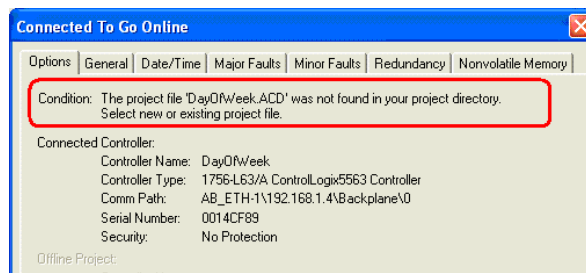 Connected To Go Online
Options General Date/Time Major Faults Minor Faults Redundancy Nonvolatile Memory
Condition: The project file 'DayOfWeek.ACD' was not found in your project directory.
Select new or existing project file.
Connected Controller:
Controller Name: DayOfWeek
Controller Type: 1756-L63/A ControlLogix5563 Controller
Comm Path: AB_ETH-1\192.168.1.4\Backplane\0
Serial Number: 0014CF89
Security: No Protection
Offline Project: